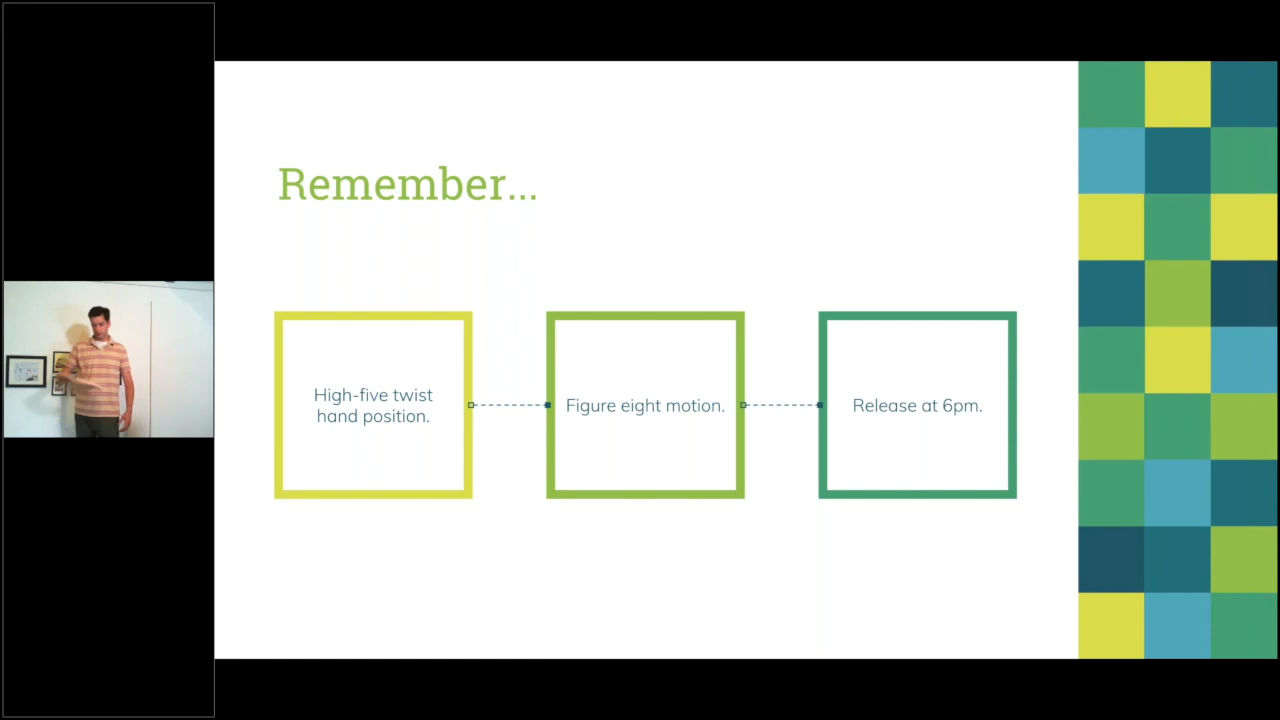 Remember...
High-five twist
hand position.
Figure eight motion.
Release at 6pm.